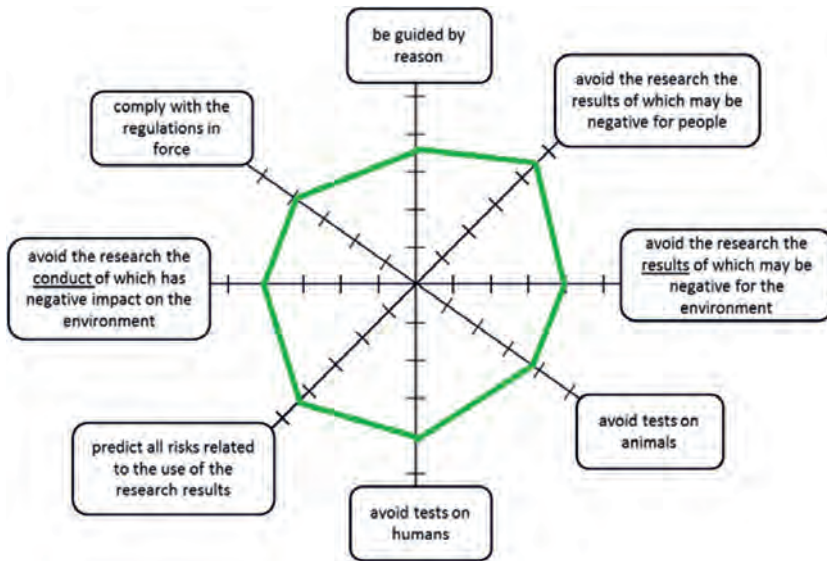 be guided by
reason
avoid the research the
results of which may be
negative for people
avoid the research the
results of which may be
negative for the
environment
avoid tests on
animals
avoid tests on
humans
predict all risks related
to the use of the
research results
avoid the research the
conduct of which has
negative impact on the
environment
comply with the
regulations in
force